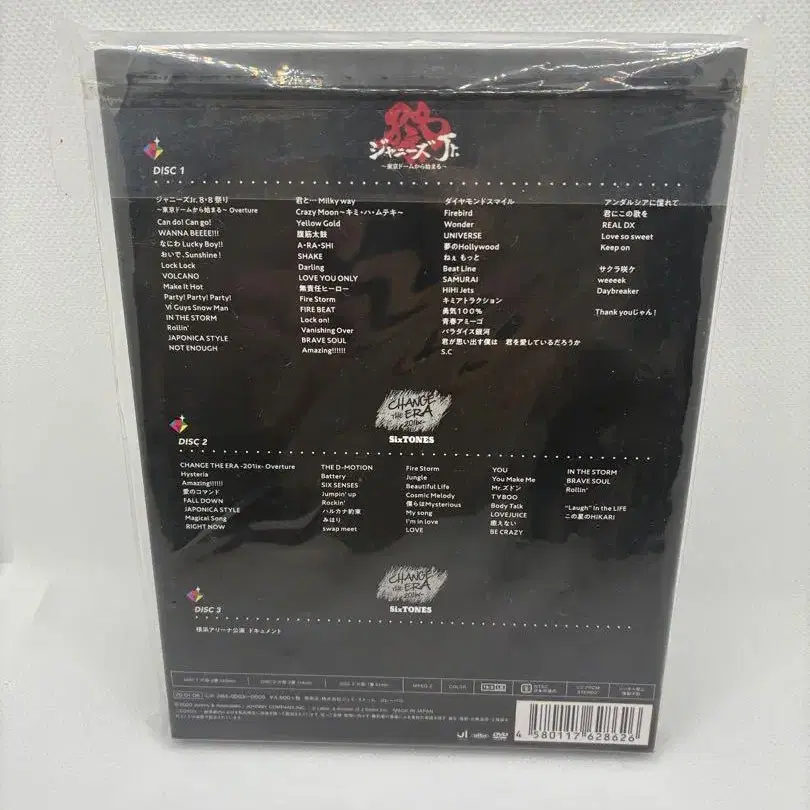 ジャニーズJr.
〜東京ドームから始まる〜
DISC 1
ジャニーズJr. 8・8 祭り
〜東京ドームから始まる〜 Overture
Can do! Can go!
WANNA BEEEE!!!
なにわ Lucky Boy!!
おいで、Sunshine!
Lock Lock
VOLCANO
Make It Hot
Party! Party! Party!
Vi Guys Snow Man
IN THE STORM
Rollin'
JAPONICA STYLE
NOT ENOUGH
君と…Milky way
Crazy Moon〜キミ・ハ・ムテキ〜
Yellow Gold
腹筋太鼓
A・RA・SHI
SHAKE
Darling
LOVE YOU ONLY
無責任ヒーロー
Fire Storm
FIRE BEAT
Lock on!
Vanishing Over
BRAVE SOUL
Amazing!!!!!!
ダイヤモンドスマイル
Firebird
Wonder
UNIVERSE
夢のHollywood
ねぇ もっと
Beat Line
SAMURAI
HiHi Jets
キミアトラクション
勇気100%
青春アミーゴ
パラダイス銀河
君が思い出す僕は 君を愛しているだろうか
S.C
アンダルシアに憧れて
君にこの歌を
REAL DX
Love so sweet
Keep on
サクラ咲ケ
weeeek
Daybreaker
Thank youじゃん!
CHANGE
THE ERA
-201ix-
SixTONES
DISC 2
CHANGE THE ERA -201ix- Overture
Hysteria
Amazing!!!!!!
愛のコマンド
FALL DOWN
JAPONICA STYLE
Magical Song
RIGHT NOW
THE D-MOTION
Battery
SIX SENSES
Jumpin' up
Rockin'
ハルカナ約束
みはり
swap meet
Fire Storm
Jungle
Beautiful Life
Cosmic Melody
僕らはMysterious
My song
I'm in love
LOVE
YOU
You Make Me
Mr.ズドン
TABOO
Body Talk
LOVEJUICE
癒えない
BE CRAZY
IN THE STORM
BRAVE SOUL
Rollin'
"Laugh" in the LIFE
この星のHIKARI
CHANGE
THE ERA
-201ix-
SixTONES
DISC 3
横浜アリーナ公演 ドキュメント
MPEG 2
COLOR
MADE IN JAPAN
DVD
4 580117 628626